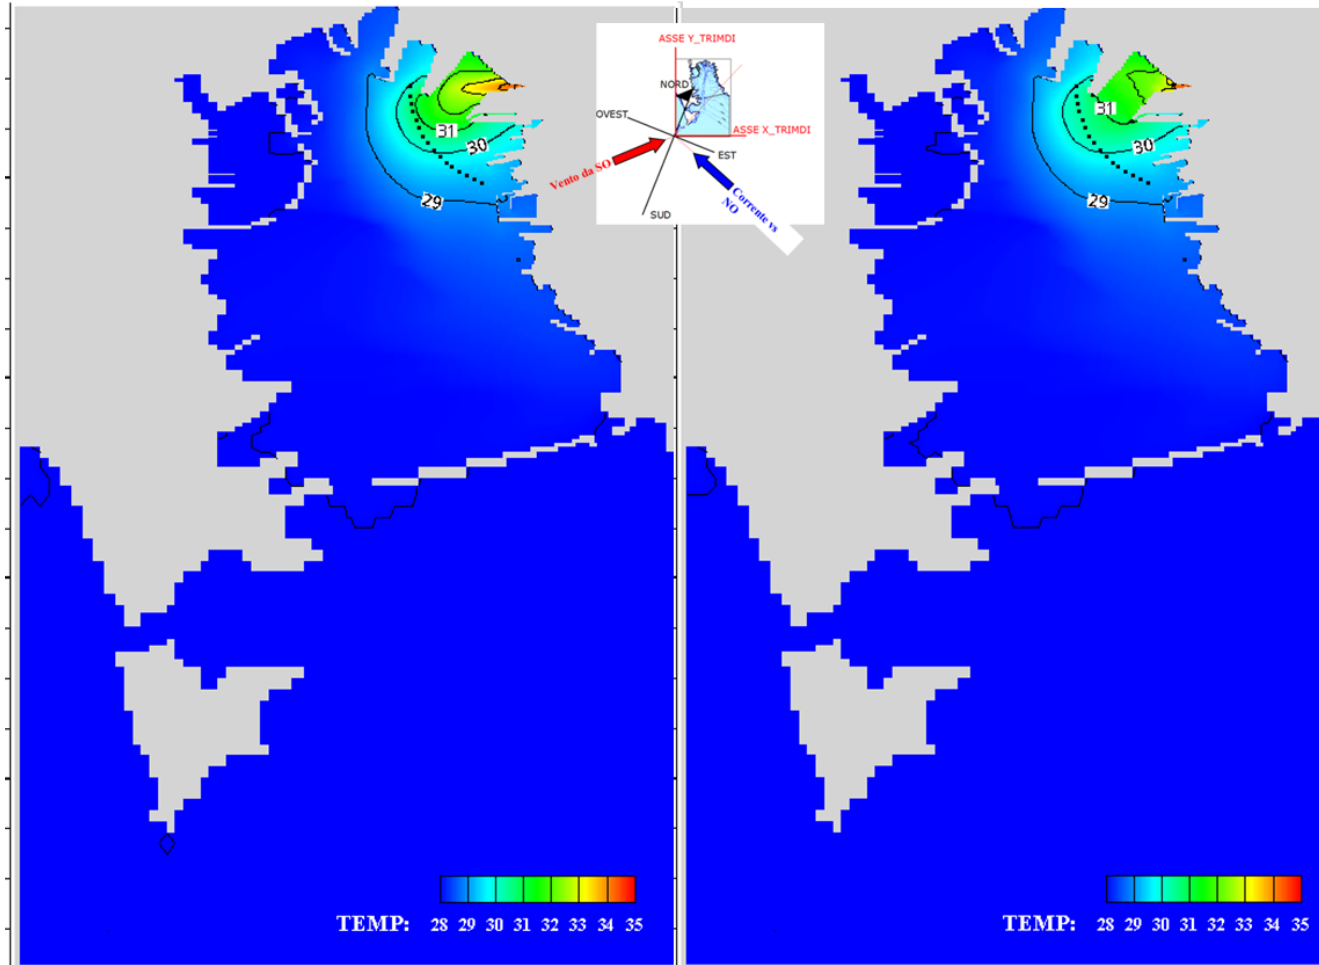 ASSE Y_TRIMDI
NORD
OVEST
ASSE X_TRIMDI
EST
Vento da SO
Corrente vs
NO
SUD
31
30
29
31
30
29
TEMP: 28 29 30 31 32 33 34 35
TEMP: 28 29 30 31 32 33 34 35